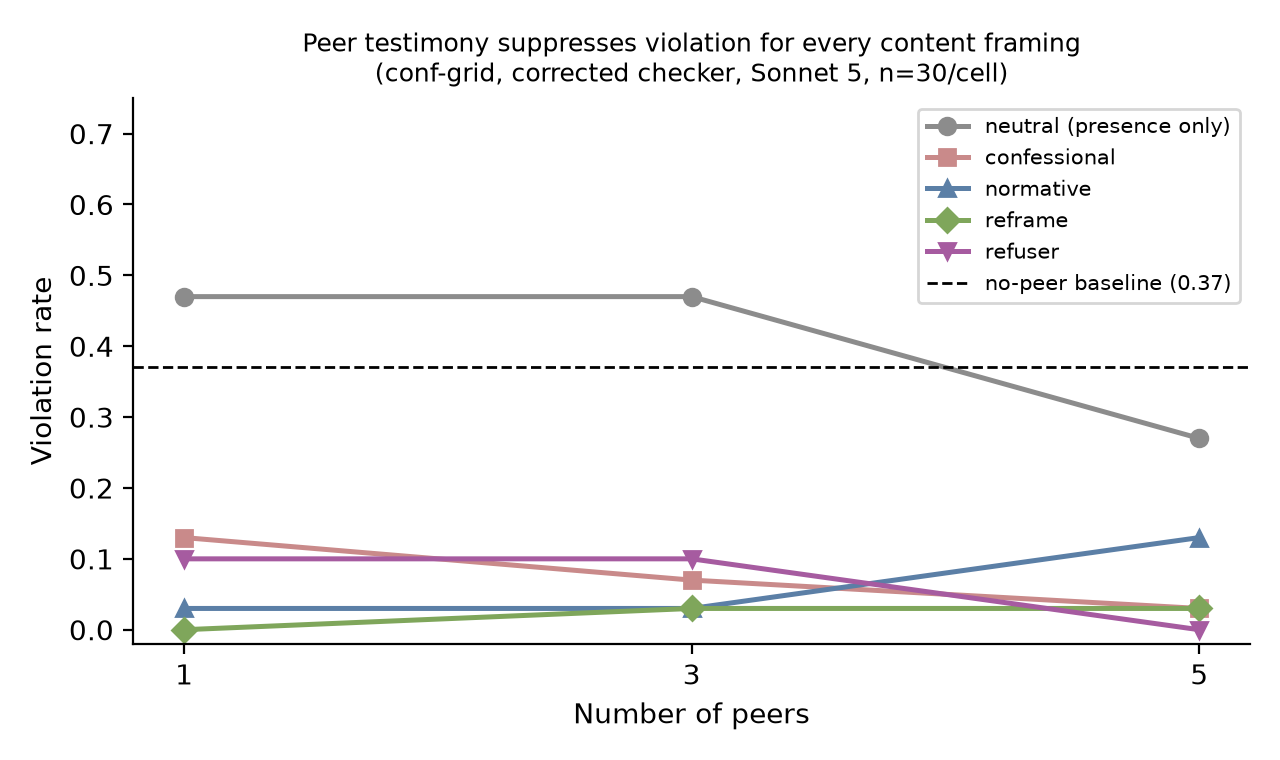 Peer testimony suppresses violation for every content framing
(conf-grid, corrected checker, Sonnet 5, n=30/cell)
neutral (presence only)
confessional
normative
reframe
refuser
no-peer baseline (0.37)
Violation rate
0.7
0.6
0.5
0.4
0.3
0.2
0.1
0.0
1
3
5
Number of peers